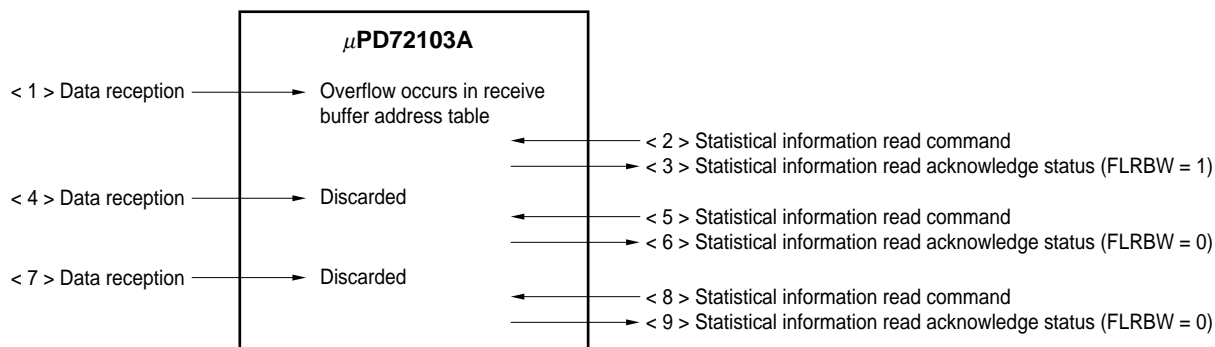 μPD72103A
< 1 > Data reception
Overflow occurs in receive
buffer address table
< 2 > Statistical information read command
< 3 > Statistical information read acknowledge status (FLRBW = 1)
< 4 > Data reception
Discarded
< 5 > Statistical information read command
< 6 > Statistical information read acknowledge status (FLRBW = 0)
< 7 > Data reception
Discarded
< 8 > Statistical information read command
< 9 > Statistical information read acknowledge status (FLRBW = 0)